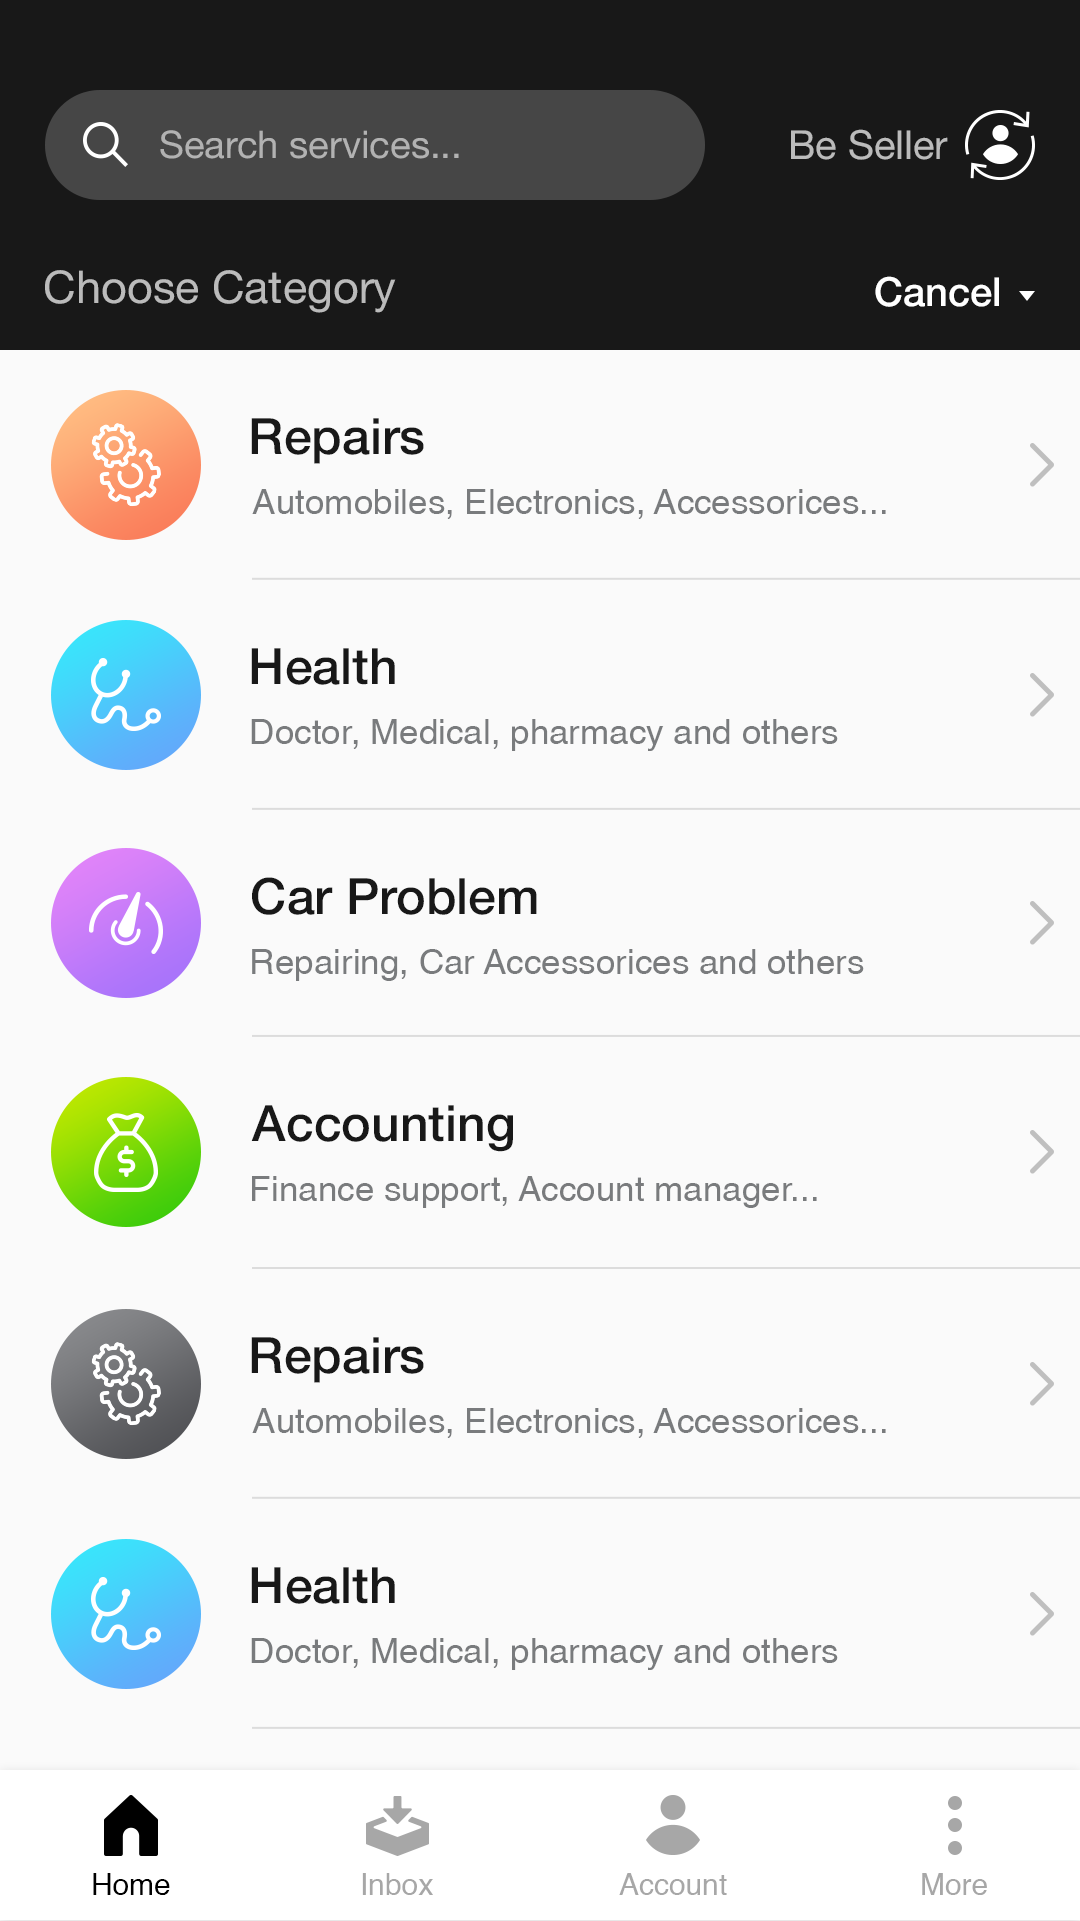 Search services...
Be Seller
Choose Category
Cancel
Repairs
Automobiles, Electronics, Accessorices...
Health
Doctor, Medical, pharmacy and others
Car Problem
Repairing, Car Accessorices and others
Accounting
$
Finance support, Account manager...
Repairs
Automobiles, Electronics, Accessorices...
Health
Doctor, Medical, pharmacy and others
Home
Inbox
Account
More